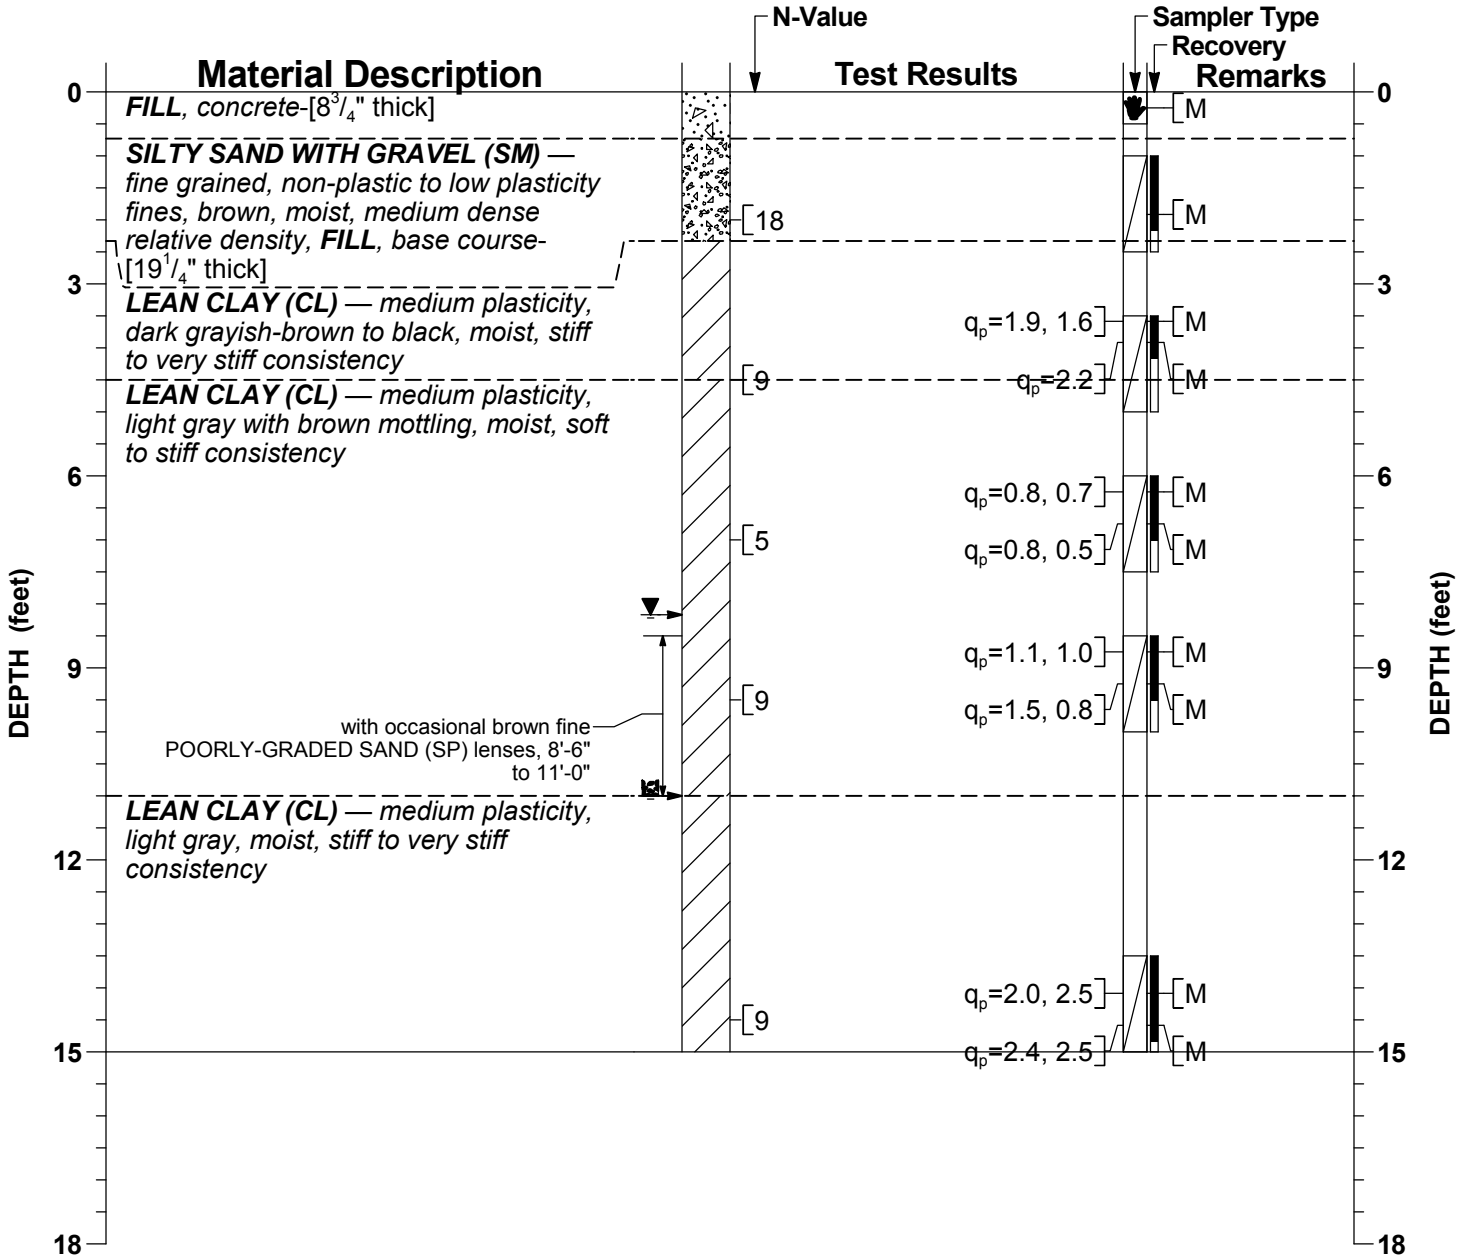 N-Value
Sampler Type
Recovery
Material Description
Test Results
Remarks
0
FILL, concrete-[8 3/4" thick]
M
0
SILTY SAND WITH GRAVEL (SM) —
fine grained, non-plastic to low plasticity
fines, brown, moist, medium dense
relative density, FILL, base course-
[19 1/4" thick]
18
M
3
3
LEAN CLAY (CL) — medium plasticity,
dark grayish-brown to black, moist, stiff
to very stiff consistency
qp=1.9, 1.6
M
9
qp=2.2
M
LEAN CLAY (CL) — medium plasticity,
light gray with brown mottling, moist, soft
to stiff consistency
6
qp=0.8, 0.7
M
6
5
qp=0.8, 0.5
M
DEPTH (feet)
DEPTH (feet)
9
qp=1.1, 1.0
M
9
9
qp=1.5, 0.8
M
with occasional brown fine
POORLY-GRADED SAND (SP) lenses, 8'-6"
to 11'-0"
LEAN CLAY (CL) — medium plasticity,
light gray, moist, stiff to very stiff
consistency
12
12
qp=2.0, 2.5
M
9
15
qp=2.4, 2.5
M
15
18
18